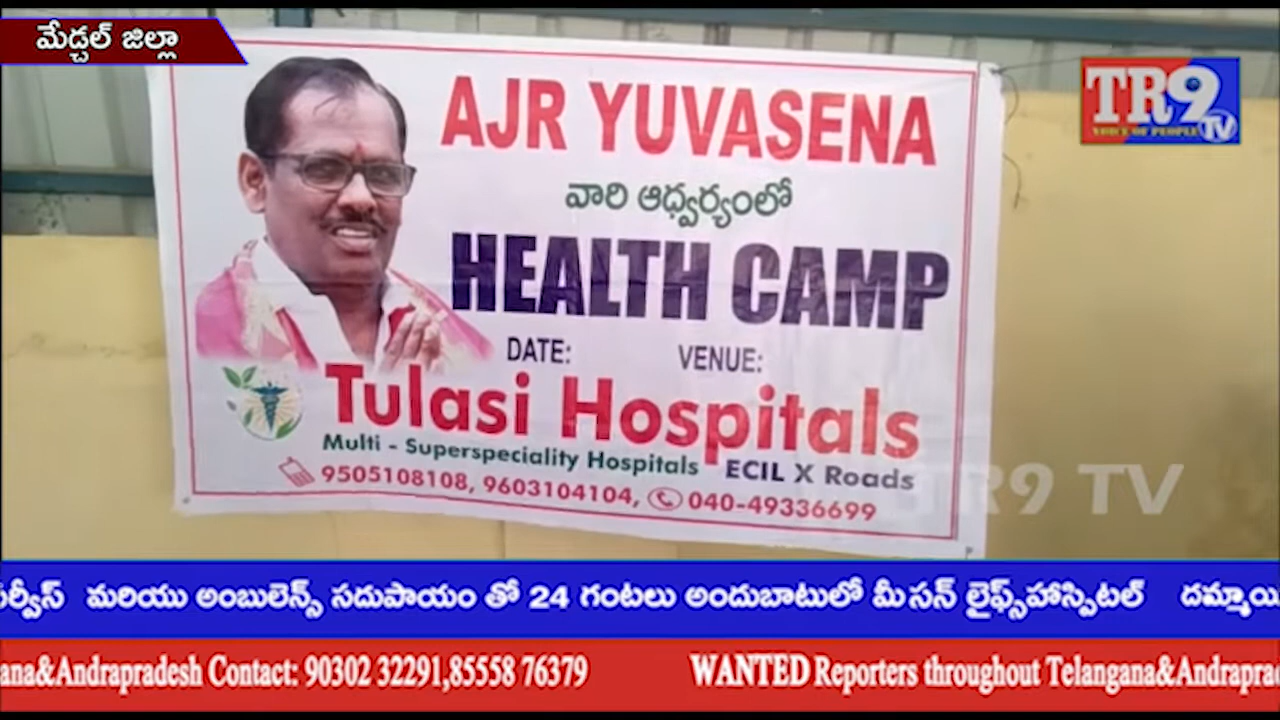 మేడ్చల్ జిల్లా
TR9
VOICE OF PEOPLE TV
AJR YUVASENA
వారి ఆధ్వర్యంలో
HEALTH CAMP
DATE: VENUE:
Tulasi Hospitals
Multi - Superspeciality Hospitals ECIL X Roads
9505108108, 9603104104, 040-49336699
TR9 TV
మరియు అంబులెన్స్ సదుపాయం తో 24 గంటలు అందుబాటులో మీ సన్ లైఫ్స్‌హాస్పిటల్
ana&Andrapradesh Contact: 90302 32291,85558 76379 WANTED Reporters throughout Telangana&Andraprad